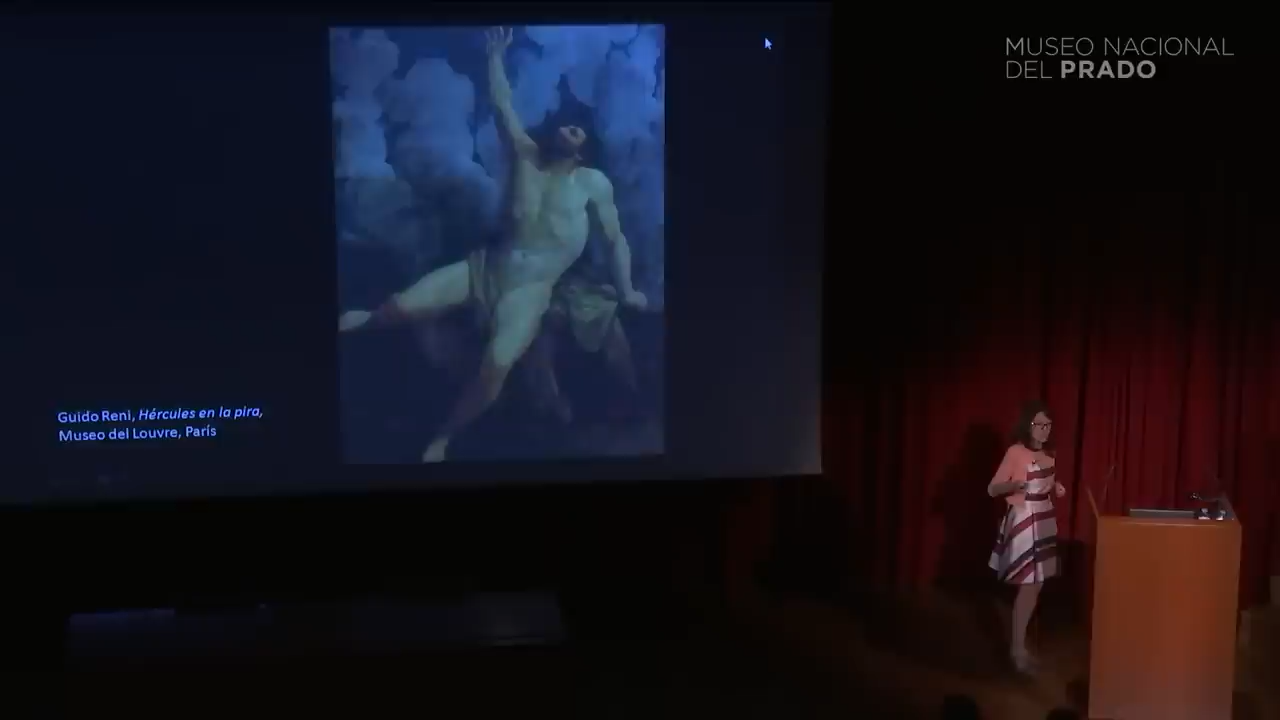 MUSEO NACIONAL
DEL PRADO
Guido Reni, Hércules en la pira,
Museo del Louvre, París